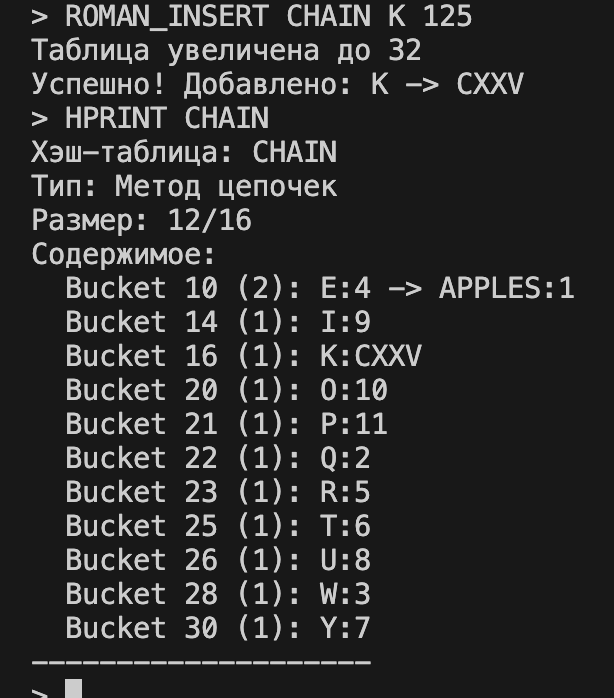 > ROMAN_INSERT CHAIN K 125
Таблица увеличена до 32
Успешно! Добавлено: K -> CXXV
> HPRINT CHAIN
Хэш-таблица: CHAIN
Тип: Метод цепочек
Размер: 12/16
Содержимое:
  Bucket 10 (2): E:4 -> APPLES:1
  Bucket 14 (1): I:9
  Bucket 16 (1): K:CXXV
  Bucket 20 (1): O:10
  Bucket 21 (1): P:11
  Bucket 22 (1): Q:2
  Bucket 23 (1): R:5
  Bucket 25 (1): T:6
  Bucket 26 (1): U:8
  Bucket 28 (1): W:3
  Bucket 30 (1): Y:7
--------------------
>